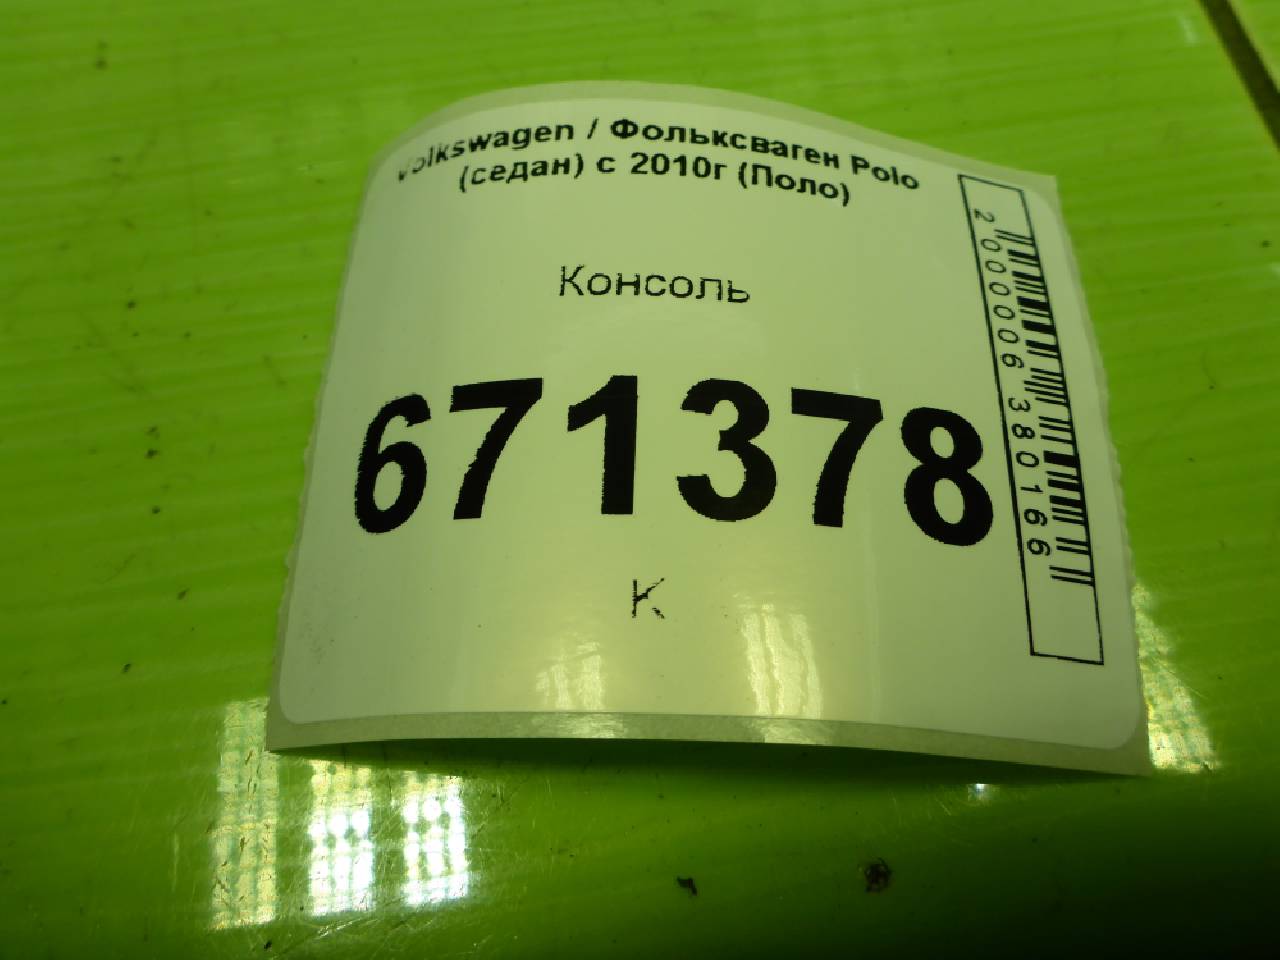 Volkswagen / Фольксваген Polo
(седан) с 2010г (Поло)
Консоль
671378
К
2000006380166